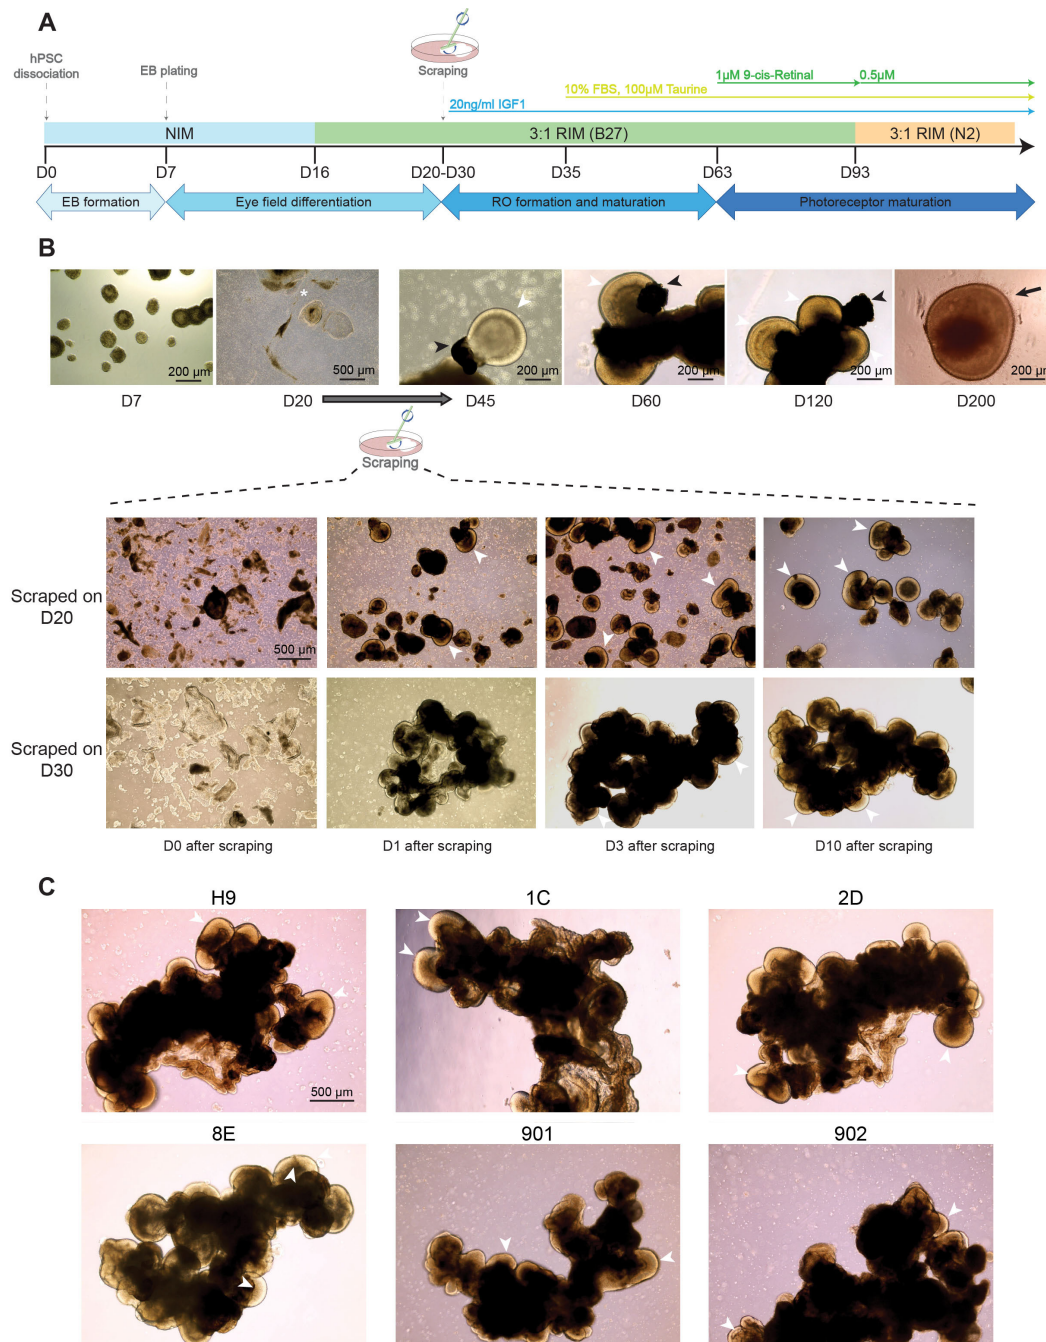 A
hPSC
dissociation
EB plating
Scraping
1µM 9-cis-Retinal
0.5µM
10% FBS, 100µM Taurine
20ng/ml IGF1
NIM
3:1 RIM (B27)
3:1 RIM (N2)
D0
D7
D16
D20-D30
D35
D63
D93
EB formation
Eye field differentiation
RO formation and maturation
Photoreceptor maturation
B
*
200 µm
500 µm
200 µm
200 µm
200 µm
200 µm
D7
D20
D45
D60
D120
D200
Scraping
Scraped on
D20
500 µm
Scraped on
D30
D0 after scraping
D1 after scraping
D3 after scraping
D10 after scraping
C
H9
1C
2D
500 µm
8E
901
902